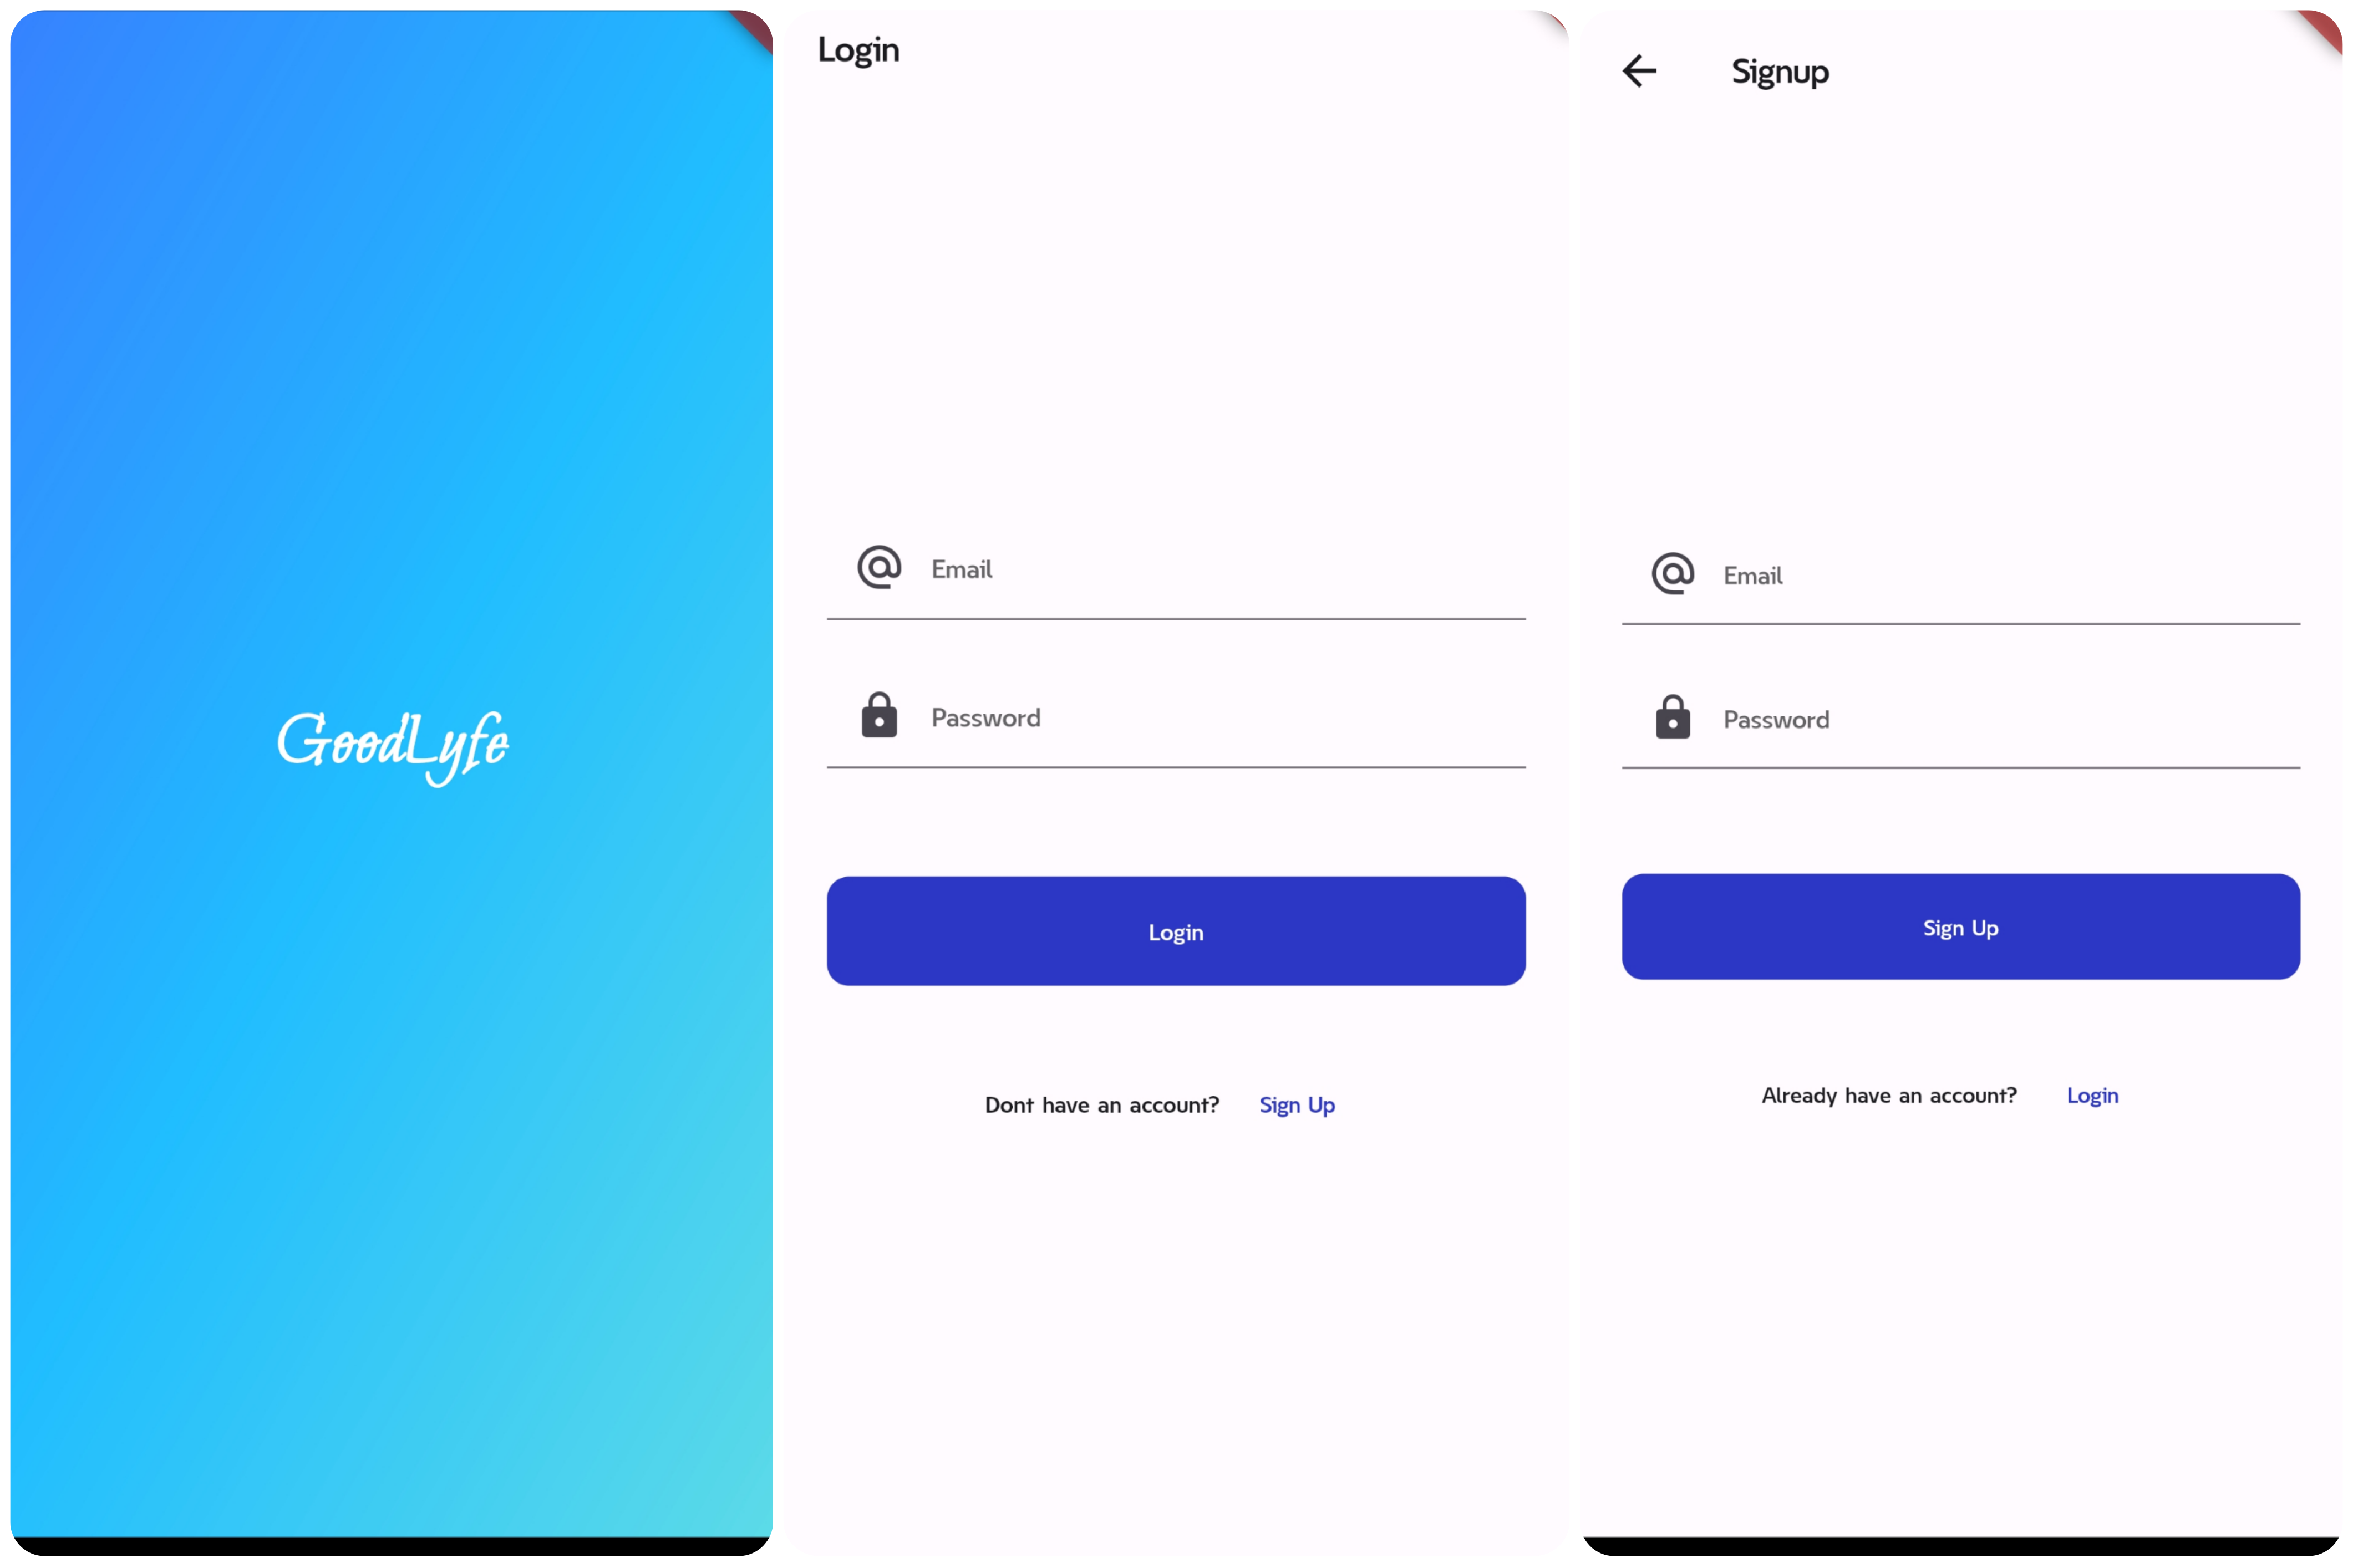 GoodLyfe
Login
Email
Password
Login
Dont have an account? Sign Up
Signup
Email
Password
Sign Up
Already have an account? Login